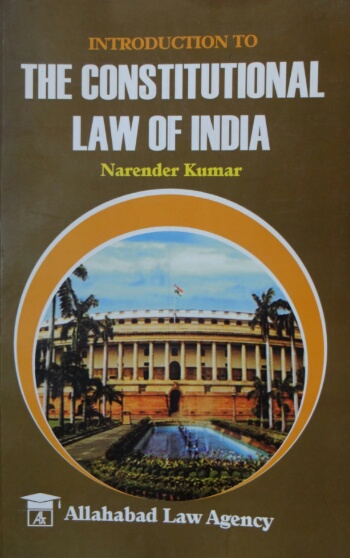 INTRODUCTION TO
THE CONSTITUTIONAL
LAW OF INDIA
Narender Kumar
Allahabad Law Agency